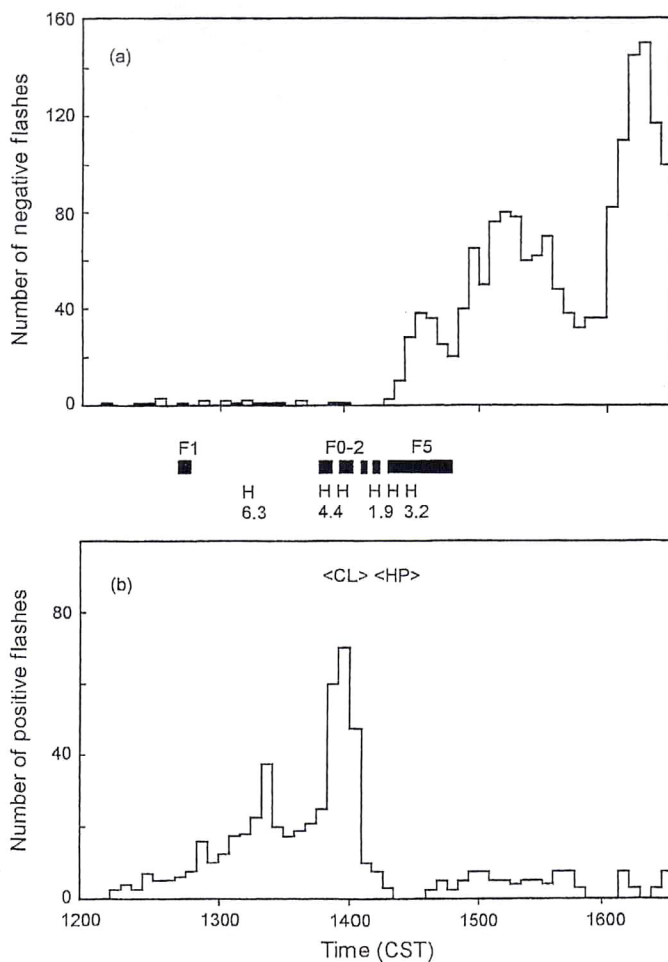 160
(a)
120
80
40
0
Number of negative flashes
F1 F0-2 F5
H H H H H H
6.3 4.4 1.9 3.2
(b) <CL> <HP>
80
40
0
Number of positive flashes
1200 1300 1400 1500 1600
Time (CST)